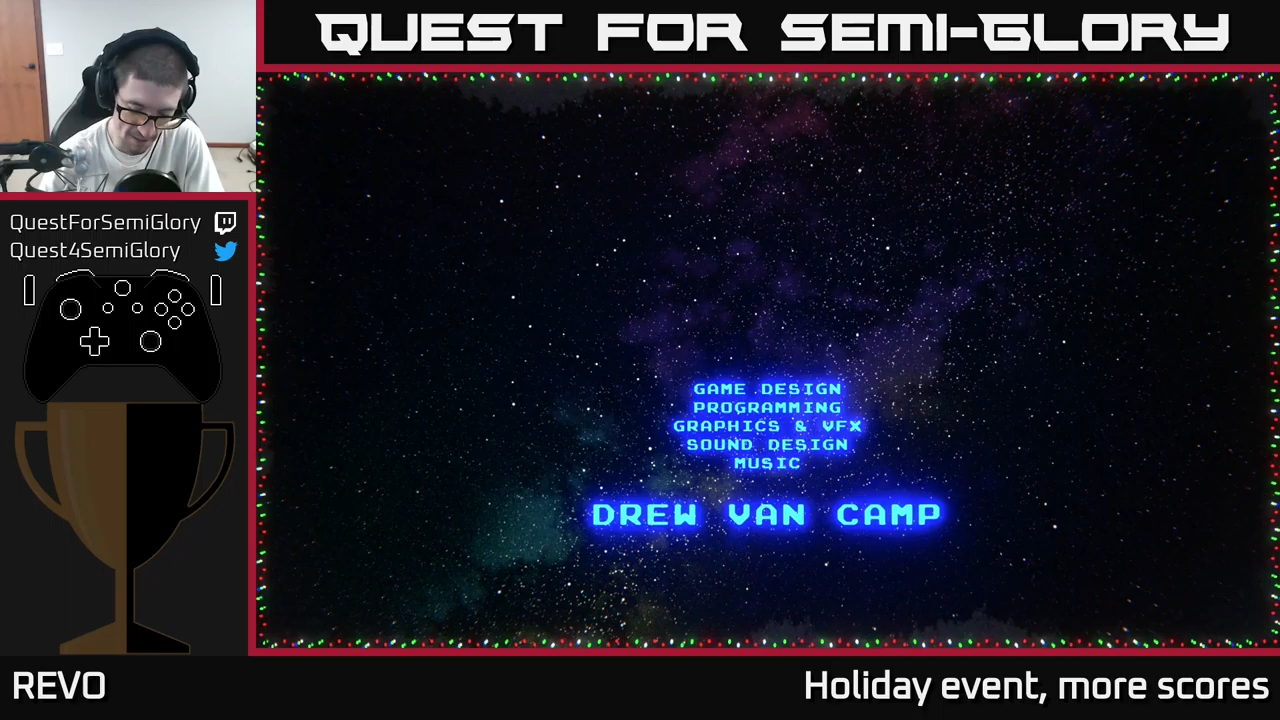 QUEST FOR SEMI-GLORY
QuestForSemiGlory
Quest4SemiGlory
GAME DESIGN
PROGRAMMING
GRAPHICS & VFX
SOUND DESIGN
MUSIC
DREW VAN CAMP
REVO
Holiday event, more scores